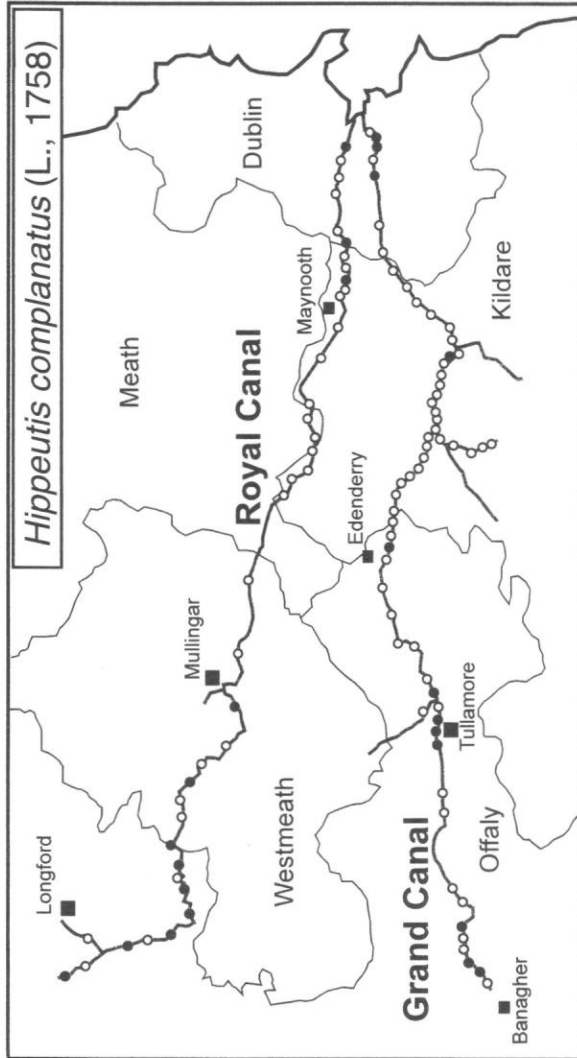 Hippeutis complanatus (L., 1758)
Meath
Dublin
Longford
Mullingar
Royal Canal
Maynooth
Westmeath
Edenderry
Kildare
Grand Canal
Tullamore
Offaly
Banagher